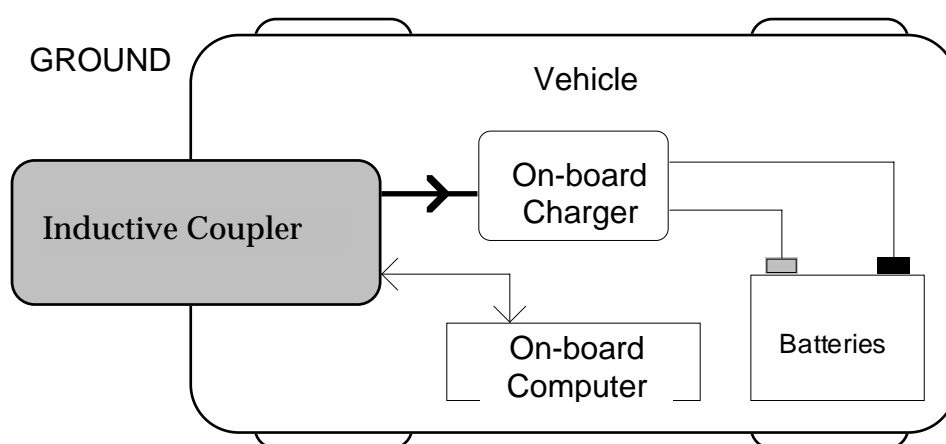 GROUND
Vehicle
On-board
Charger
Inductive Coupler
On-board
Computer
Batteries